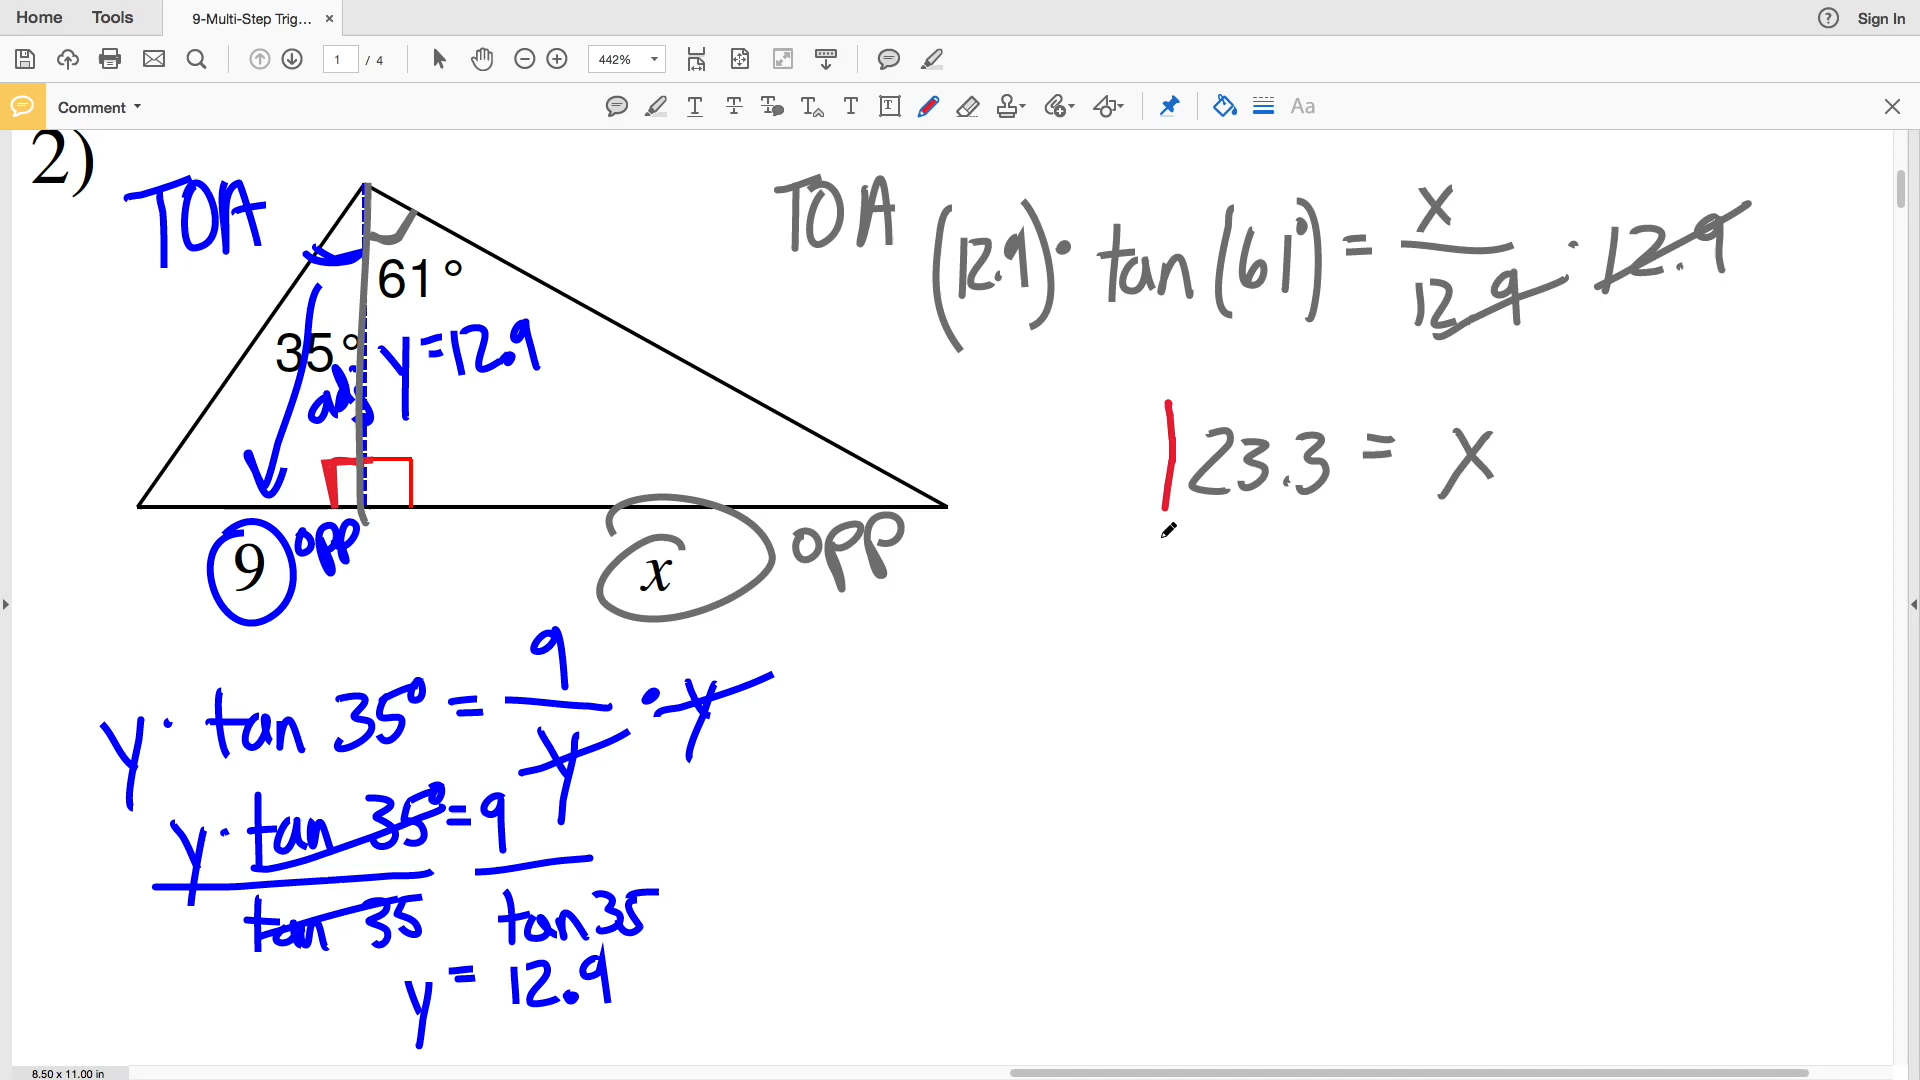 Home Tools 9-Multi-Step Trig... × ? Sign In
1 / 4 442%
Comment T T T T T T Aa
2)
TOA
61°
35°
adj
y = 12.9
9 opp
x opp
TOA (12.9) · tan (61°) = x / 12.9 · 12.9
23.3 = x
y · tan 35° = 9 / y · y
y · tan 35° = 9
tan 35 tan 35
y = 12.9
8.50 x 11.00 in